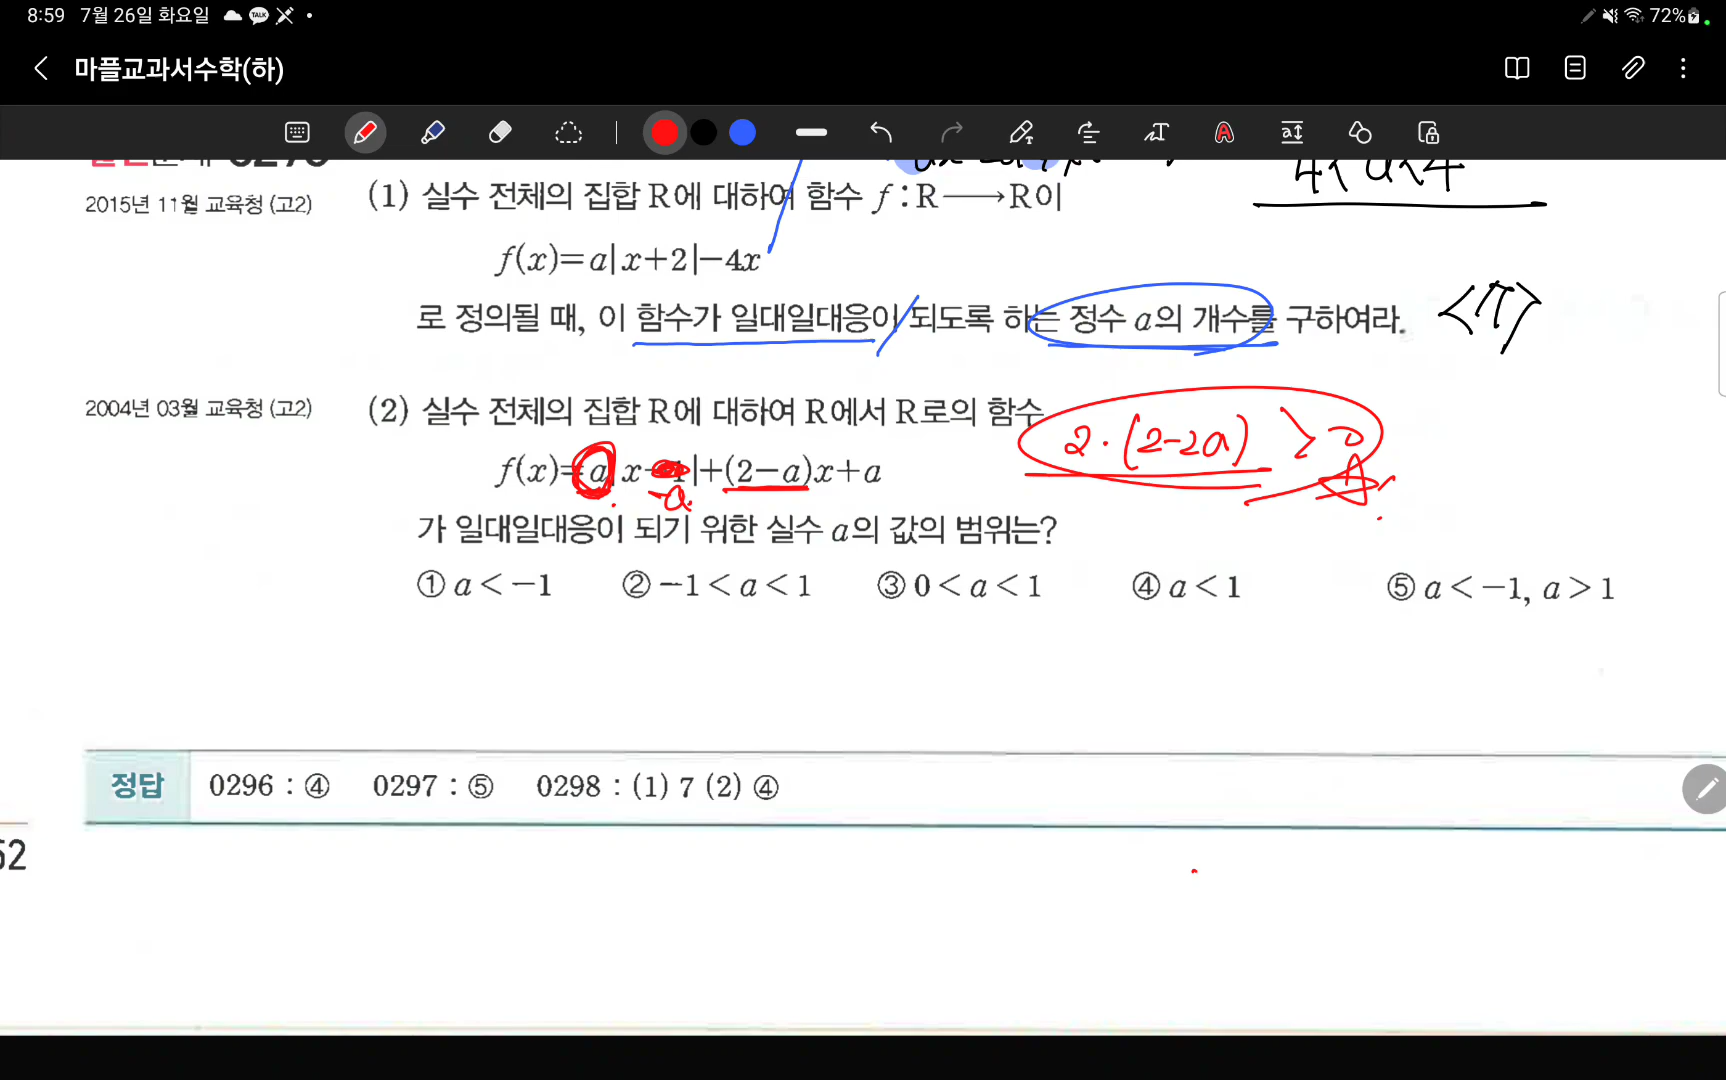 8:59 7월 26일 화요일 TALK 72%
마플교과서수학(하)
4< a<4
2015년 11월 교육청 (고2) (1) 실수 전체의 집합 R에 대하여 함수 f : R⟶R이
f(x)=a|x+2|−4x
로 정의될 때, 이 함수가 일대일대응이 되도록 하는 정수 a의 개수를 구하여라. <7>
2004년 03월 교육청 (고2) (2) 실수 전체의 집합 R에 대하여 R에서 R로의 함수
2·(2-2a) > 0
f(x)=a|x−1|+(2−a)x+a
-a
가 일대일대응이 되기 위한 실수 a의 값의 범위는?
① a<−1 ② −1<a<1 ③ 0<a<1 ④ a<1 ⑤ a<−1, a>1
정답 0296 : ④ 0297 : ⑤ 0298 : (1) 7 (2) ④
52